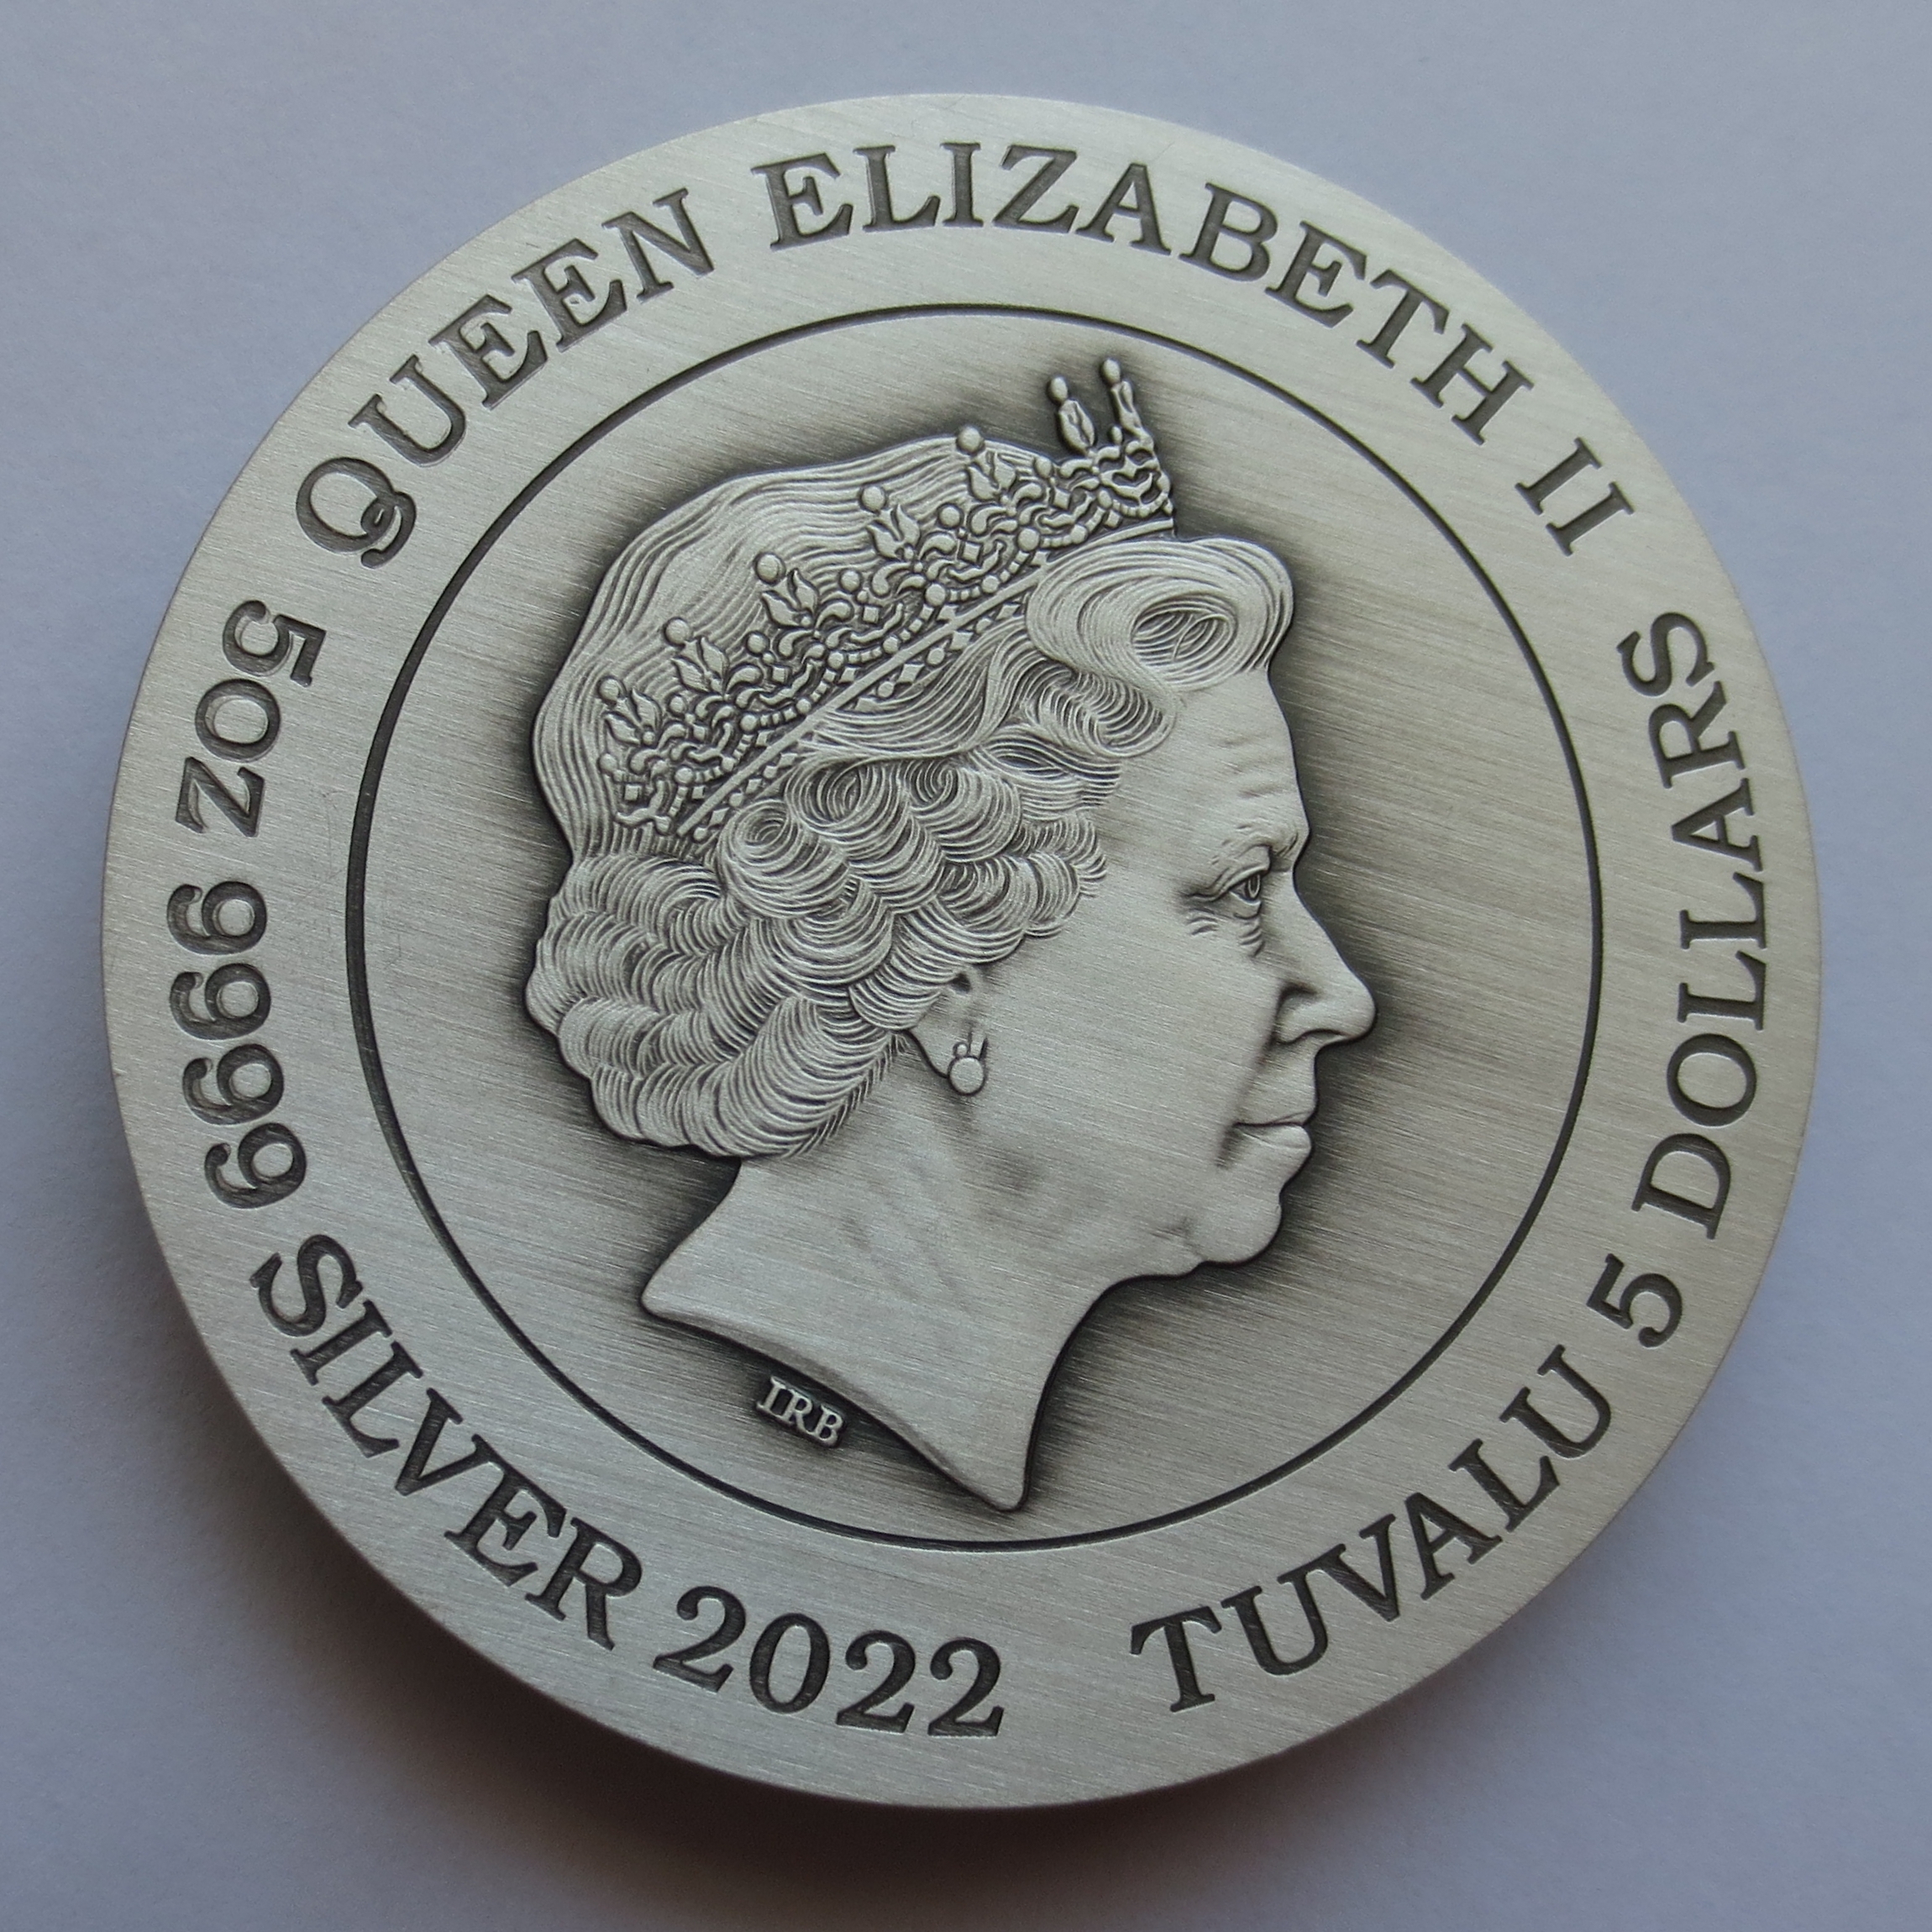 QUEEN ELIZABETH II
TUVALU 5 DOLLARS
5OZ 9999 SILVER 2022
IRB